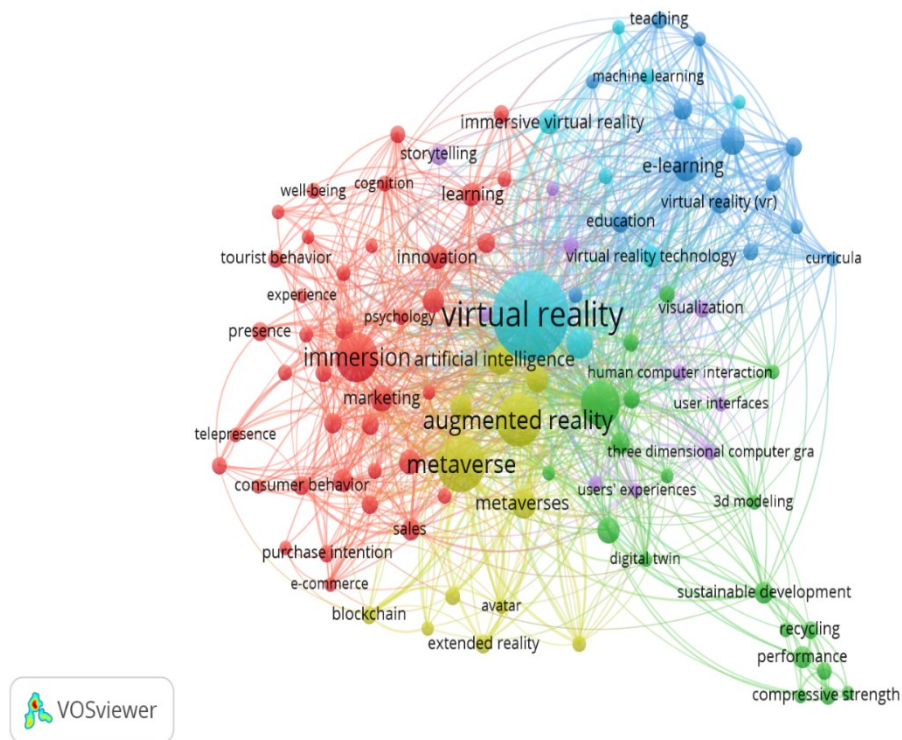 teaching
machine learning
immersive virtual reality
storytelling
e-learning
cognition
well-being
learning
virtual reality (vr)
education
tourist behavior
innovation
virtual reality technology
curricula
experience
visualization
psychology
virtual reality
presence
immersion
artificial intelligence
human computer interaction
marketing
user interfaces
augmented reality
telepresence
three dimensional computer gra
metaverse
consumer behavior
users' experiences
metaverses
3d modeling
sales
purchase intention
digital twin
e-commerce
sustainable development
blockchain
avatar
recycling
extended reality
performance
compressive strength
VOSviewer